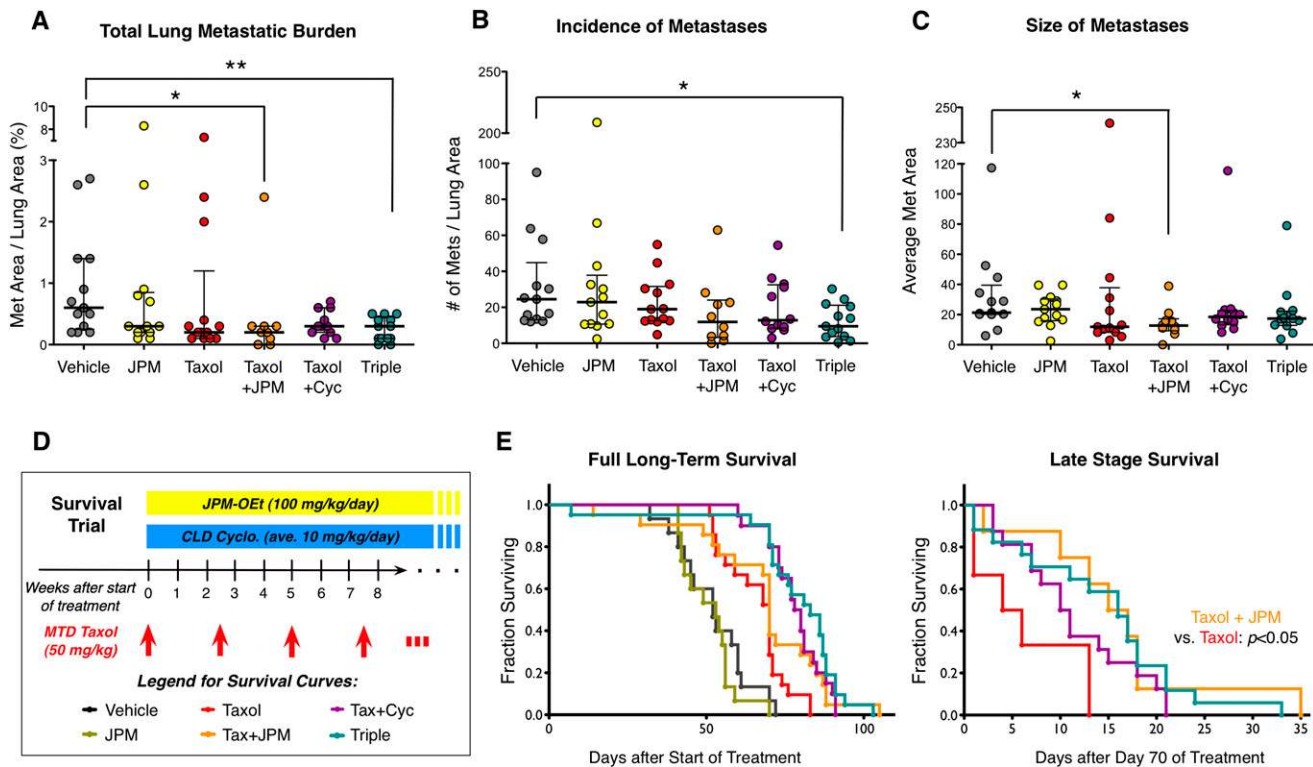 A
Total Lung Metastatic Burden
Met Area / Lung Area (%)
10
8
6
3
2
1
0
**
*
Vehicle
JPM
Taxol
Taxol
+JPM
Taxol
+Cyc
Triple
B
Incidence of Metastases
# of Mets / Lung Area
250
200
100
80
60
40
20
0
*
Vehicle
JPM
Taxol
Taxol
+JPM
Taxol
+Cyc
Triple
C
Size of Metastases
Average Met Area
250
230
120
100
80
60
40
20
0
*
Vehicle
JPM
Taxol
Taxol
+JPM
Taxol
+Cyc
Triple
D
Survival
Trial
JPM-OEt (100 mg/kg/day)
CLD Cyclo. (ave. 10 mg/kg/day)
Weeks after start
of treatment
0 1 2 3 4 5 6 7 8
MTD Taxol
(50 mg/kg)
Legend for Survival Curves:
Vehicle
Taxol
Tax+Cyc
JPM
Tax+JPM
Triple
E
Full Long-Term Survival
Fraction Surviving
1.0
0.8
0.6
0.4
0.2
0.0
50
100
Days after Start of Treatment
Late Stage Survival
Fraction Surviving
1.0
0.8
0.6
0.4
0.2
0.0
Taxol + JPM
vs. Taxol: p<0.05
0 5 10 15 20 25 30 35
Days after Day 70 of Treatment